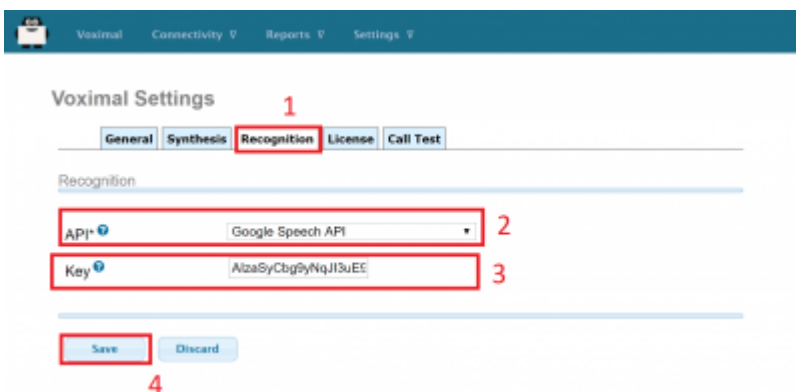 Voximal Connectivity ∇ Reports ∇ Settings ∇
Voximal Settings
1
General Synthesis Recognition License Call Test
Recognition
API* ? Google Speech API ▼ 2
Key ? 3
Save Discard
4